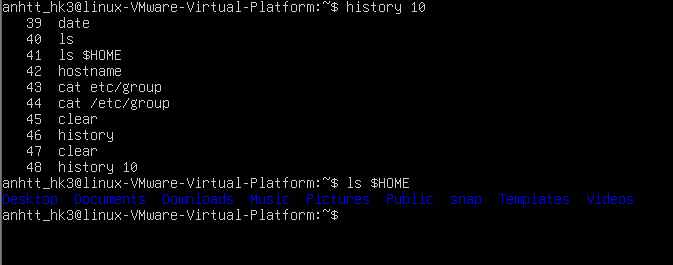 anhtt_hk3@linux-VMware-Virtual-Platform:~$ history 10
39 date
40 ls
41 ls $HOME
42 hostname
43 cat etc/group
44 cat /etc/group
45 clear
46 history
47 clear
48 history 10
anhtt_hk3@linux-VMware-Virtual-Platform:~$ ls $HOME
Desktop Documents Downloads Music Pictures Public snap Templates Videos
anhtt_hk3@linux-VMware-Virtual-Platform:~$